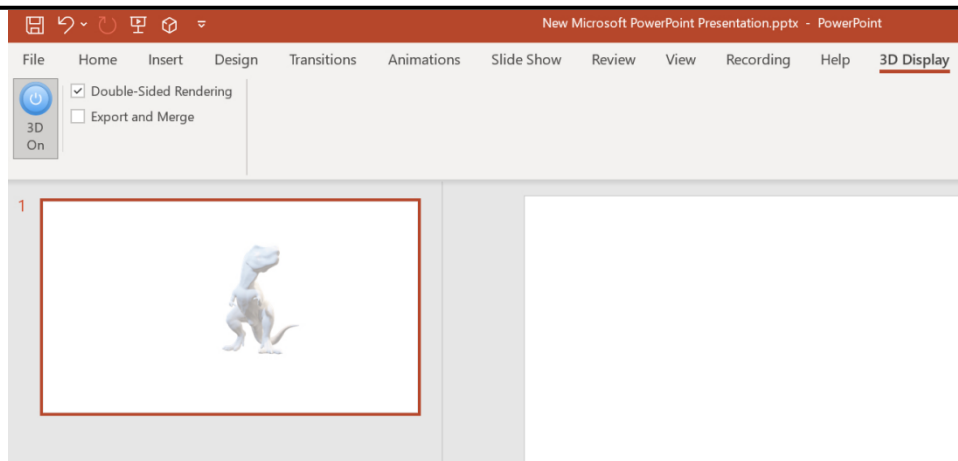 New Microsoft PowerPoint Presentation.pptx - PowerPoint
File Home Insert Design Transitions Animations Slide Show Review View Recording Help 3D Display
Double-Sided Rendering
Export and Merge
3D
On
1